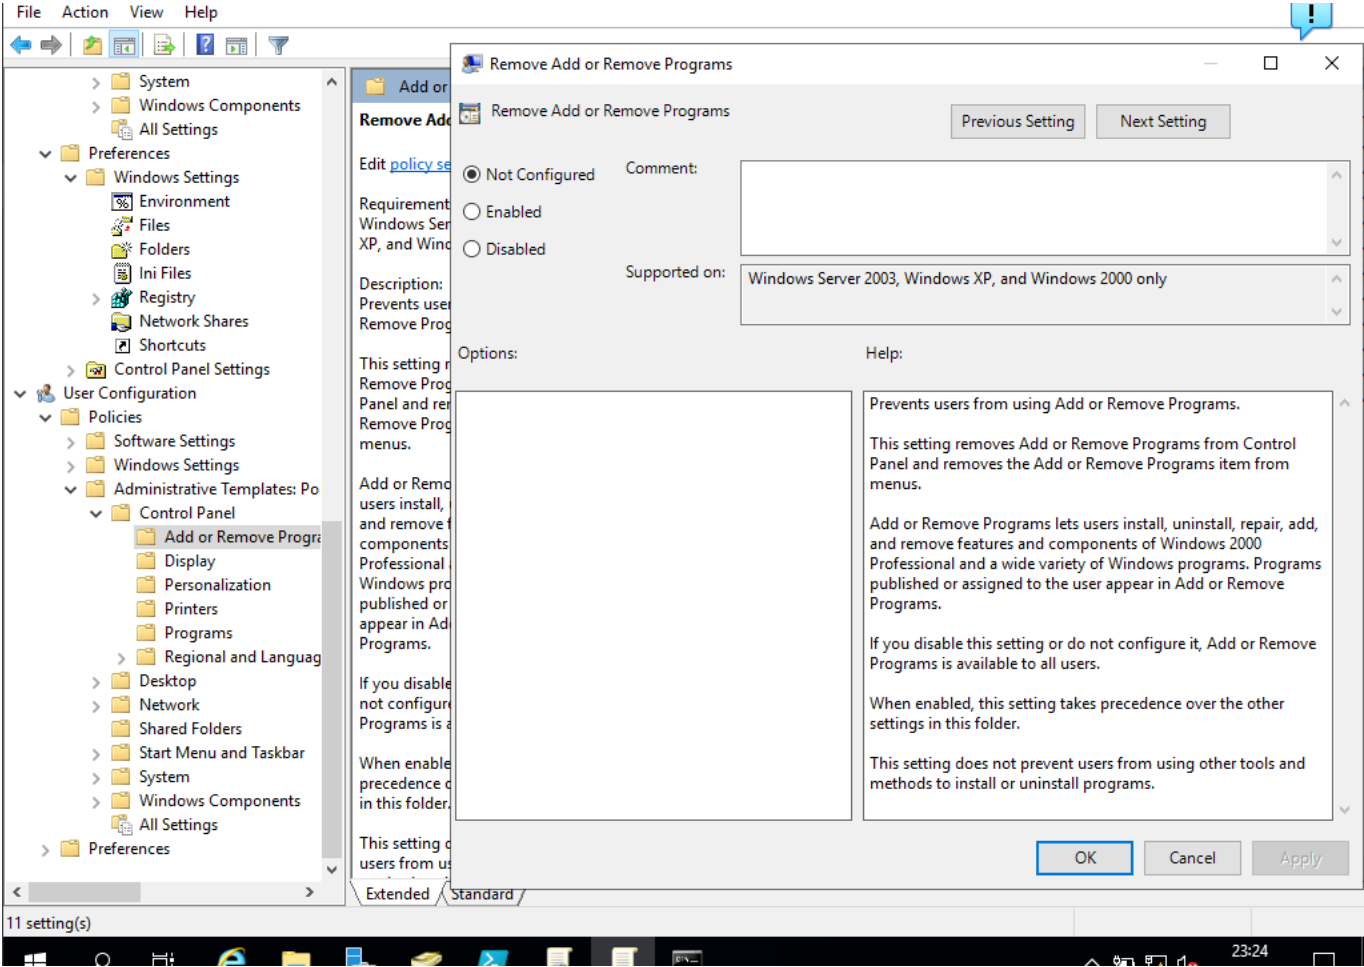 File Action View Help
System
Windows Components
All Settings
Preferences
Windows Settings
Environment
Files
Folders
Ini Files
Registry
Network Shares
Shortcuts
Control Panel Settings
User Configuration
Policies
Software Settings
Windows Settings
Administrative Templates: Po
Control Panel
Add or Remove Progra
Display
Personalization
Printers
Programs
Regional and Languag
Desktop
Network
Shared Folders
Start Menu and Taskbar
System
Windows Components
All Settings
Preferences
Add or
Remove Add
Edit policy se
Requirement
Windows Ser
XP, and Wind
Description:
Prevents user
Remove Prog
This setting r
Remove Prog
Panel and rem
Remove Prog
menus.
Add or Remo
users install,
and remove f
components
Professional
Windows pro
published or
appear in Ad
Programs.
If you disable
not configure
Programs is a
When enable
precedence o
in this folder.
This setting d
users from us
Extended Standard
Remove Add or Remove Programs
Remove Add or Remove Programs
Previous Setting Next Setting
Not Configured
Enabled
Disabled
Comment:
Supported on:
Windows Server 2003, Windows XP, and Windows 2000 only
Options:
Help:
Prevents users from using Add or Remove Programs.
This setting removes Add or Remove Programs from Control
Panel and removes the Add or Remove Programs item from
menus.
Add or Remove Programs lets users install, uninstall, repair, add,
and remove features and components of Windows 2000
Professional and a wide variety of Windows programs. Programs
published or assigned to the user appear in Add or Remove
Programs.
If you disable this setting or do not configure it, Add or Remove
Programs is available to all users.
When enabled, this setting takes precedence over the other
settings in this folder.
This setting does not prevent users from using other tools and
methods to install or uninstall programs.
OK Cancel Apply
11 setting(s)
23:24